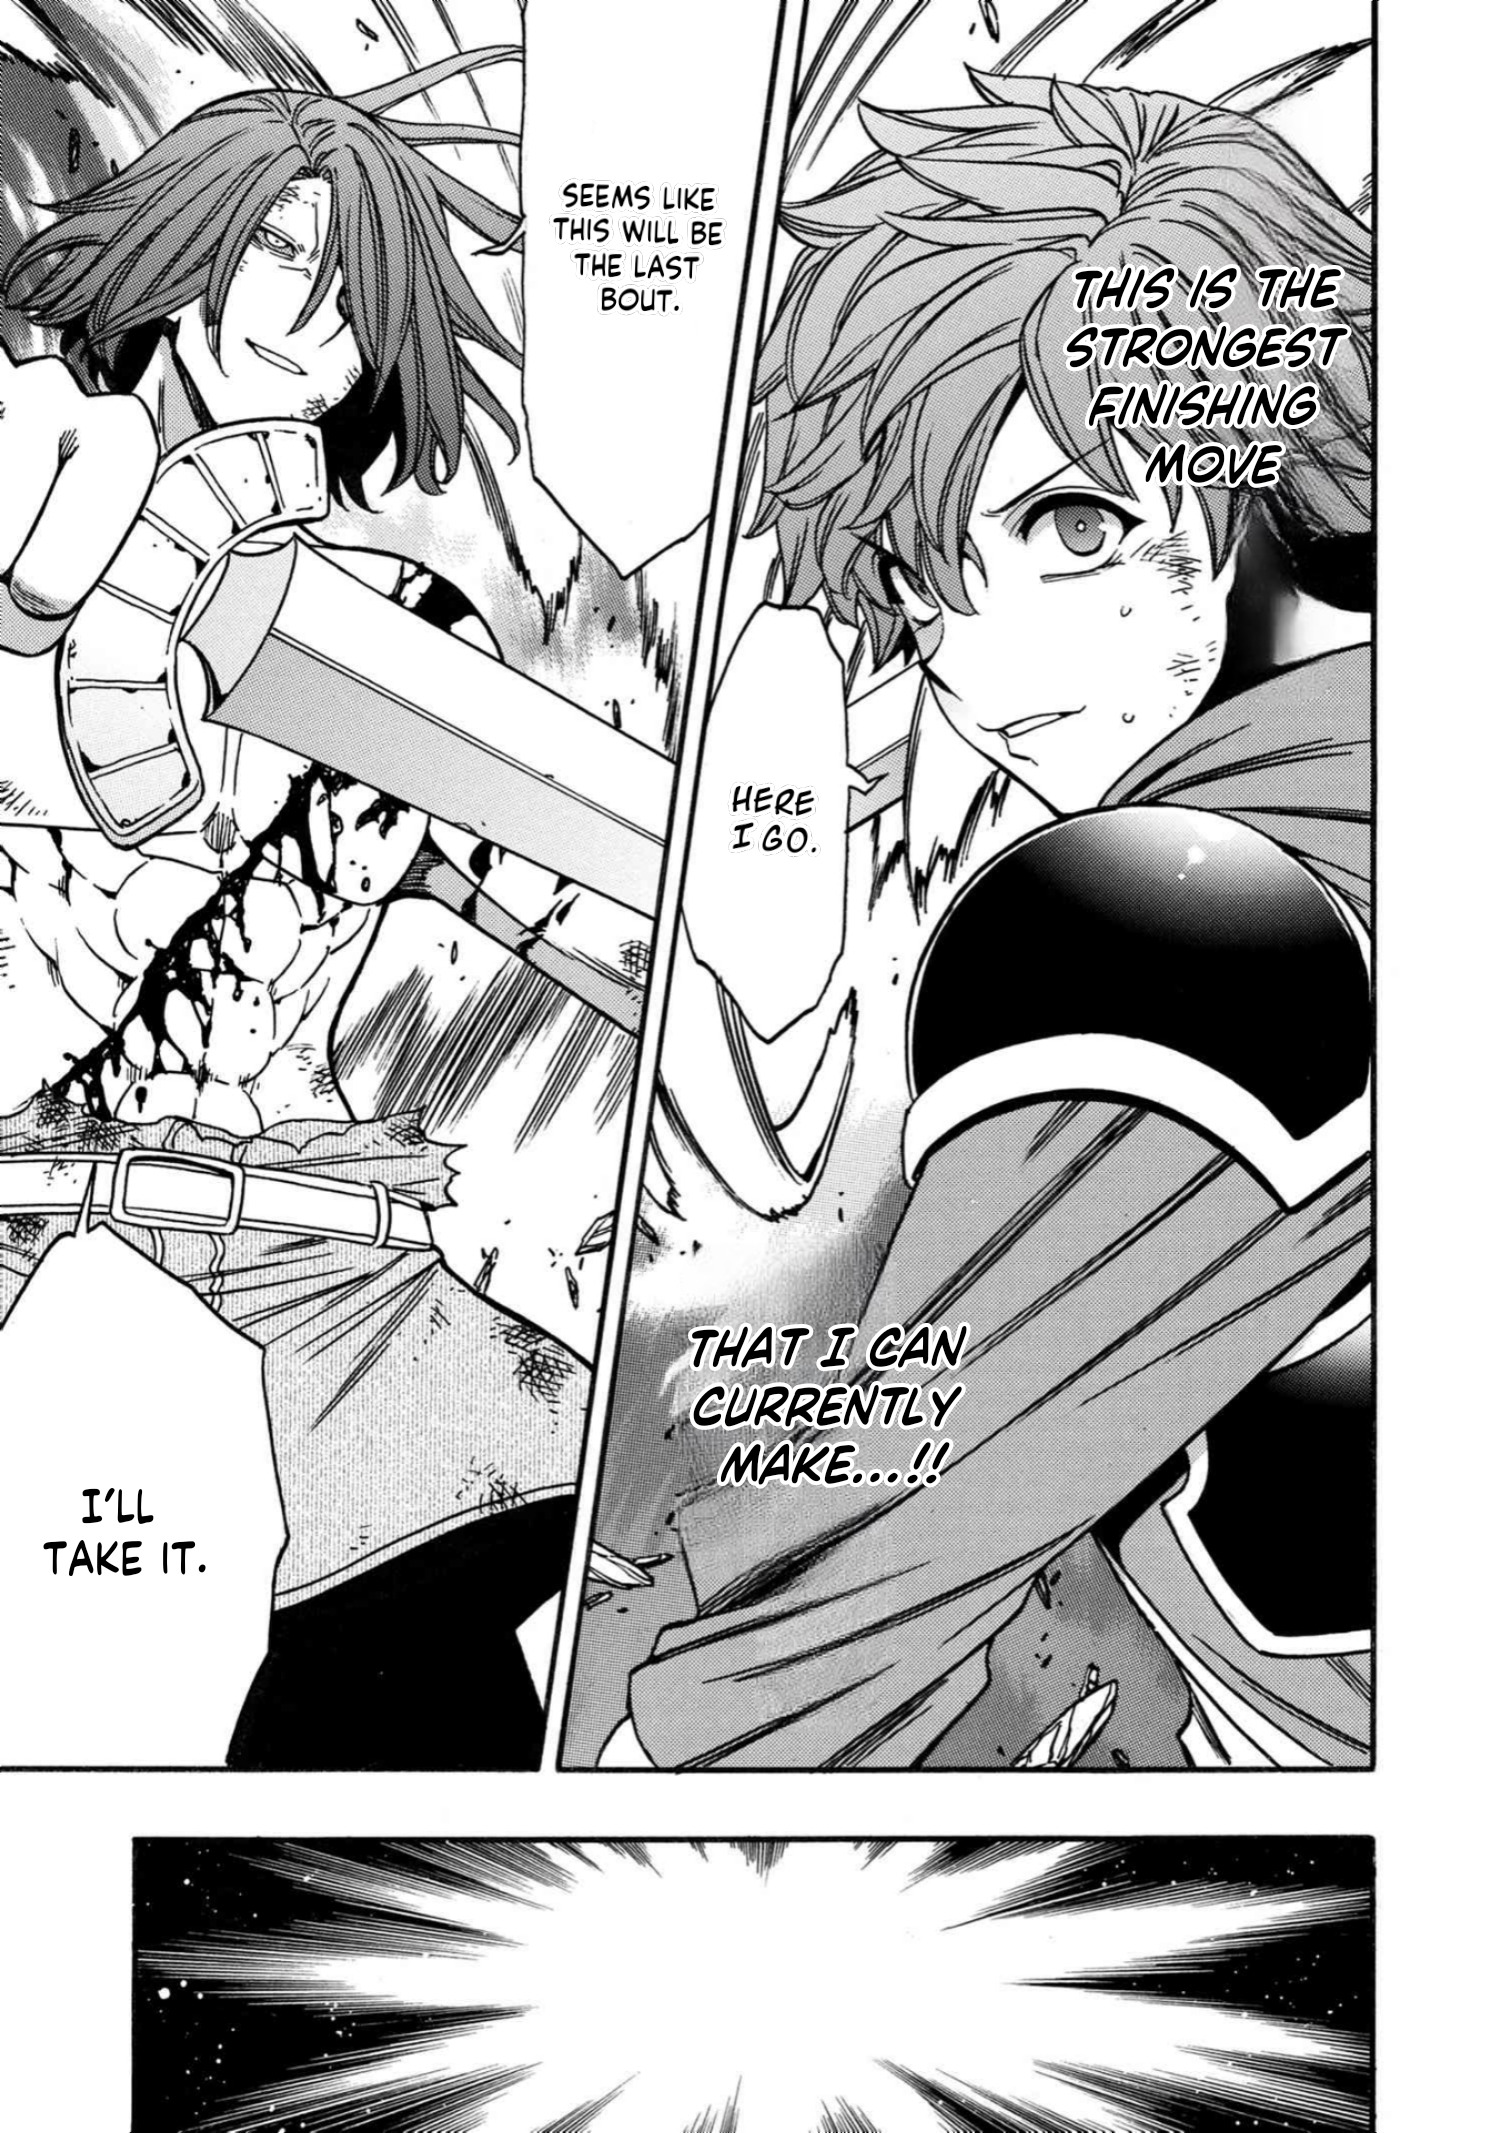 THIS IS THE
STRONGEST
FINISHING
MOVE
HERE
I GO.
THAT I CAN
CURRENTLY
MAKE...!!
SEEMS LIKE
THIS WILL BE
THE LAST
BOUT.
I'LL
TAKE IT.